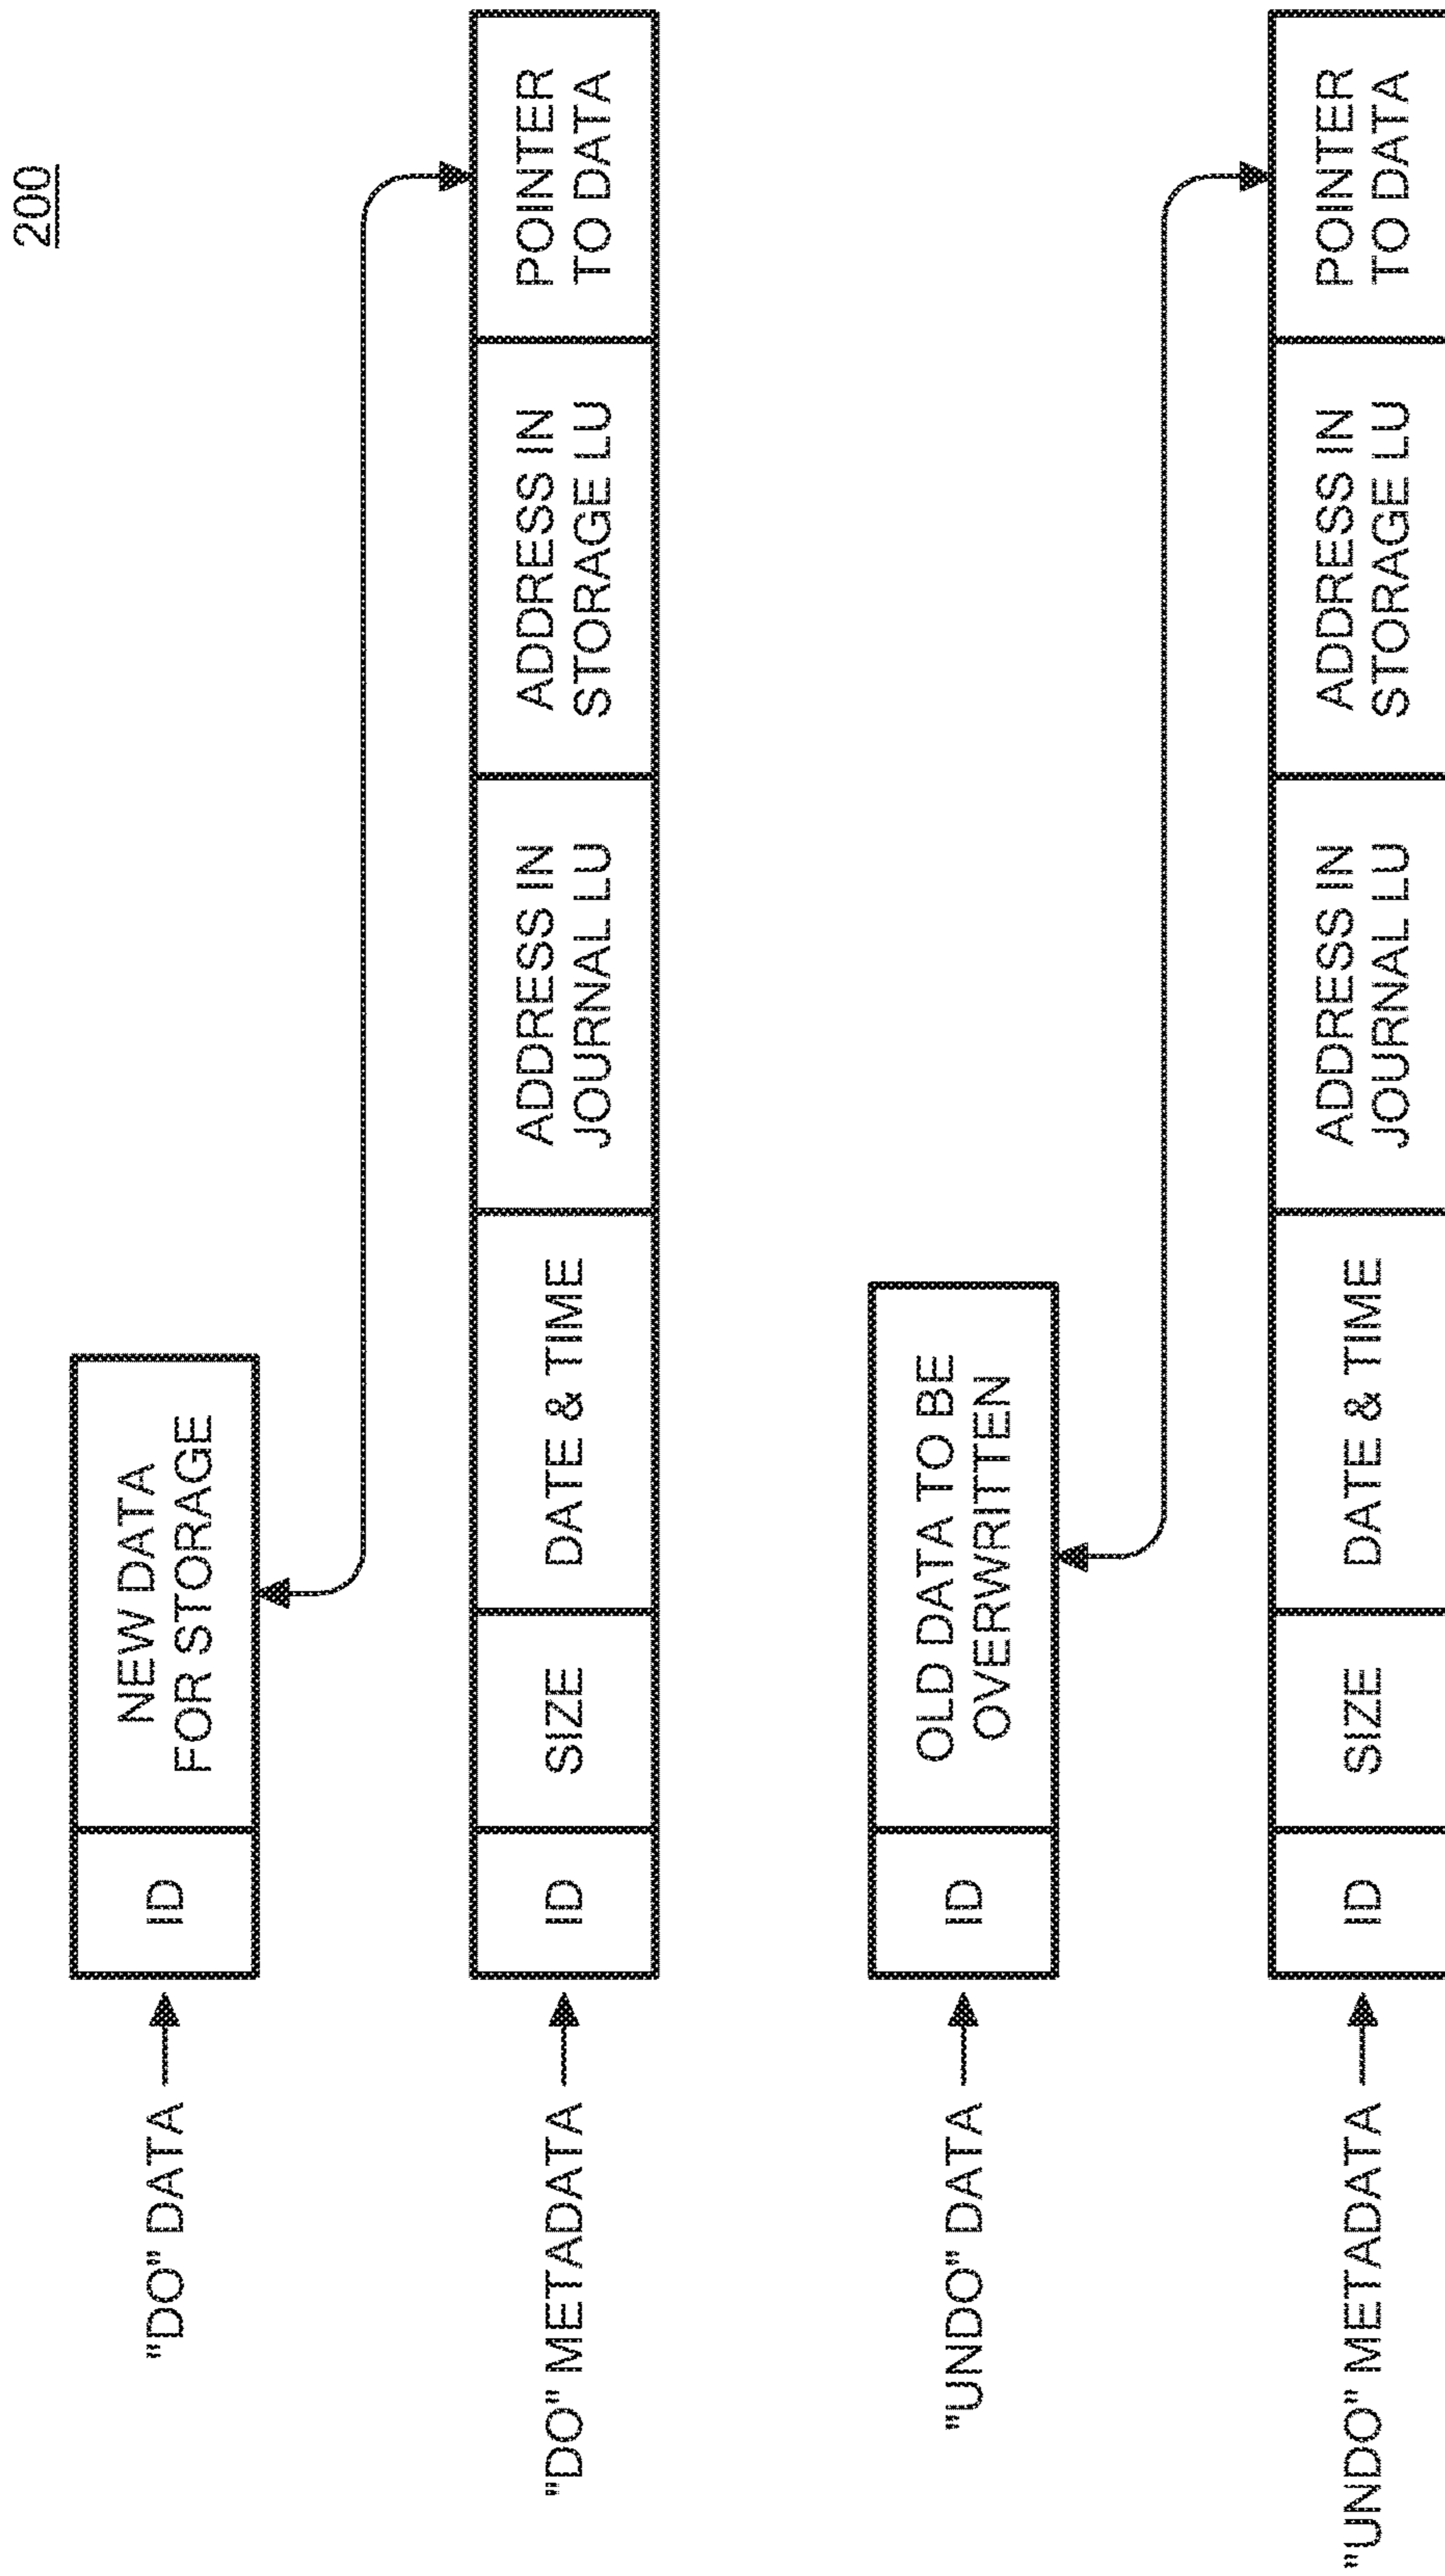 200
"DO" DATA
ID
NEW DATA
FOR STORAGE
"DO" METADATA
ID
SIZE
DATE & TIME
ADDRESS IN
JOURNAL LU
ADDRESS IN
STORAGE LU
POINTER
TO DATA
"UNDO" DATA
ID
OLD DATA TO BE
OVERWRITTEN
"UNDO" METADATA
ID
SIZE
DATE & TIME
ADDRESS IN
JOURNAL LU
ADDRESS IN
STORAGE LU
POINTER
TO DATA